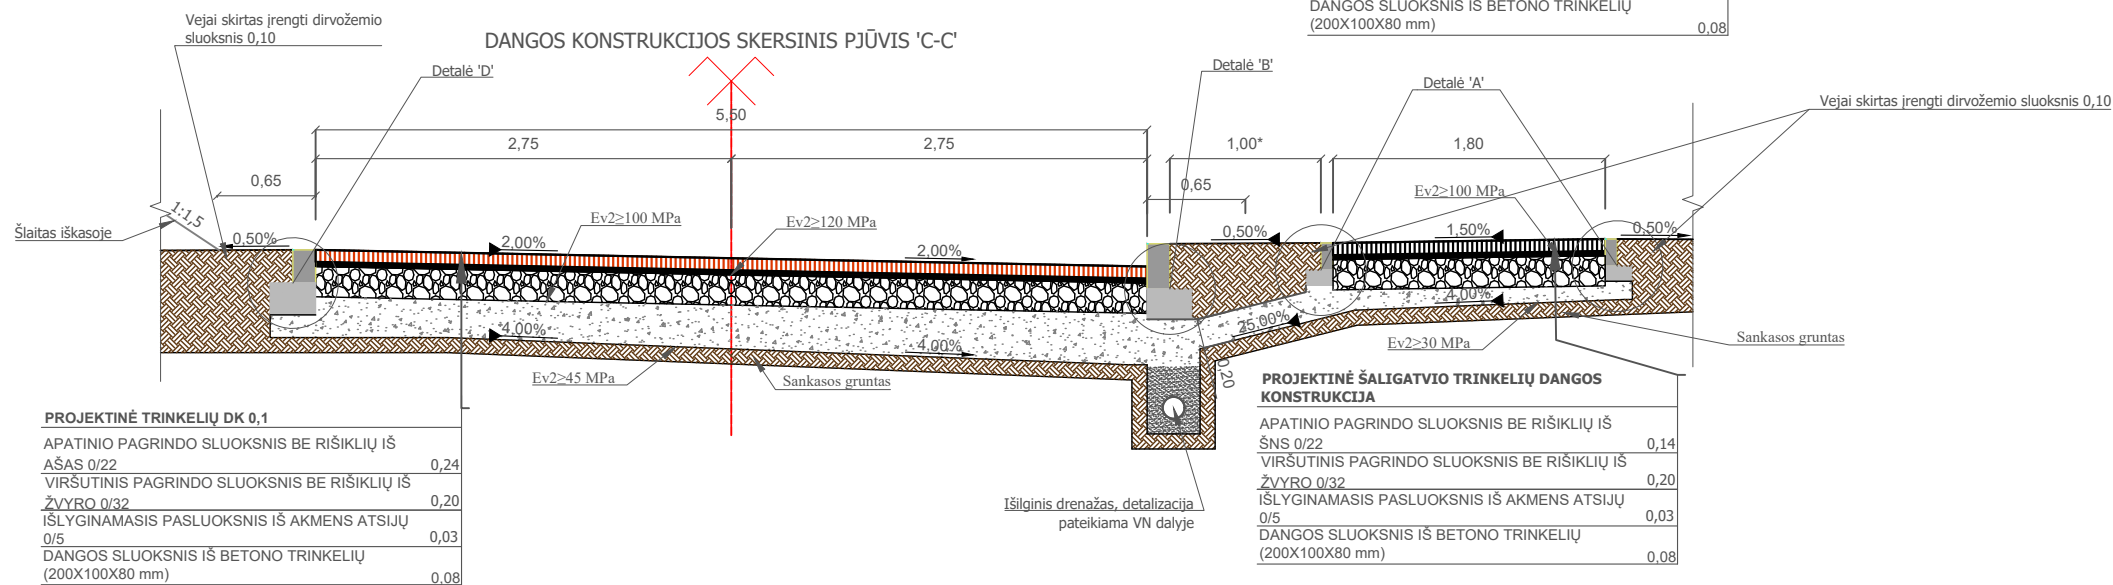 DANGOS SLUOKSNIS IŠ BETONO TRINKELIŲ
(200X100X80 mm) 0,08
Vejai skirtas įrengti dirvožemio
sluoksnis 0,10
DANGOS KONSTRUKCIJOS SKERSINIS PJŪVIS 'C-C'
Detalė 'D'
Detalė 'B'
Detalė 'A'
Vejai skirtas įrengti dirvožemio sluoksnis 0,10
5,50
2,75
2,75
1,00*
1,80
0,65
0,65
Ev2≥100 MPa
1:1,5
Šlaitas iškasoje
Ev2≥100 MPa
Ev2≥120 MPa
0,50%
2,00%
2,00%
0,50%
1,50%
0,50%
4,00%
4,00%
25,00%
4,00%
0,20
Ev2≥45 MPa
Sankasos gruntas
Ev2≥30 MPa
Sankasos gruntas
PROJEKTINĖ TRINKELIŲ DK 0,1
APATINIO PAGRINDO SLUOKSNIS BE RIŠIKLIŲ IŠ
AŠAS 0/22 0,24
VIRŠUTINIS PAGRINDO SLUOKSNIS BE RIŠIKLIŲ IŠ
ŽVYRO 0/32 0,20
IŠLYGINAMASIS PASLUOKSNIS IŠ AKMENS ATSIJŲ
0/5 0,03
DANGOS SLUOKSNIS IŠ BETONO TRINKELIŲ
(200X100X80 mm) 0,08
Išilginis drenažas, detalizacija
pateikiama VN dalyje
PROJEKTINĖ ŠALIGATVIO TRINKELIŲ DANGOS
KONSTRUKCIJA
APATINIO PAGRINDO SLUOKSNIS BE RIŠIKLIŲ IŠ
ŠNS 0/22 0,14
VIRŠUTINIS PAGRINDO SLUOKSNIS BE RIŠIKLIŲ IŠ
ŽVYRO 0/32 0,20
IŠLYGINAMASIS PASLUOKSNIS IŠ AKMENS ATSIJŲ
0/5 0,03
DANGOS SLUOKSNIS IŠ BETONO TRINKELIŲ
(200X100X80 mm) 0,08